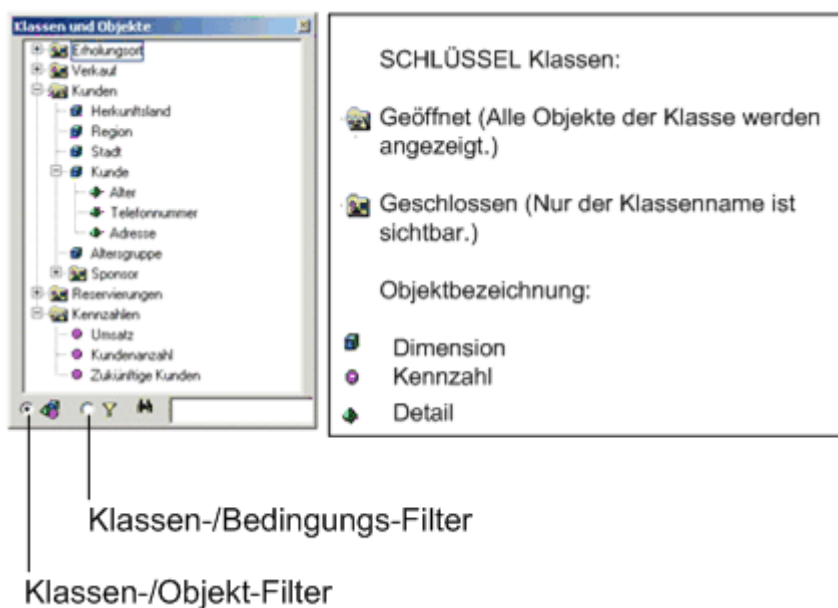 Klassen und Objekte
Erholungsort
Verkauf
Kunden
Herkunftsland
Region
Stadt
Kunde
Alter
Telefonnummer
Adresse
Altersgruppe
Sponsor
Reservierungen
Kennzahlen
Umsatz
Kundenanzahl
Zukünftige Kunden
SCHLÜSSEL Klassen:
Geöffnet (Alle Objekte der Klasse werden
angezeigt.)
Geschlossen (Nur der Klassenname ist
sichtbar.)
Objektbezeichnung:
Dimension
Kennzahl
Detail
Klassen-/Bedingungs-Filter
Klassen-/Objekt-Filter